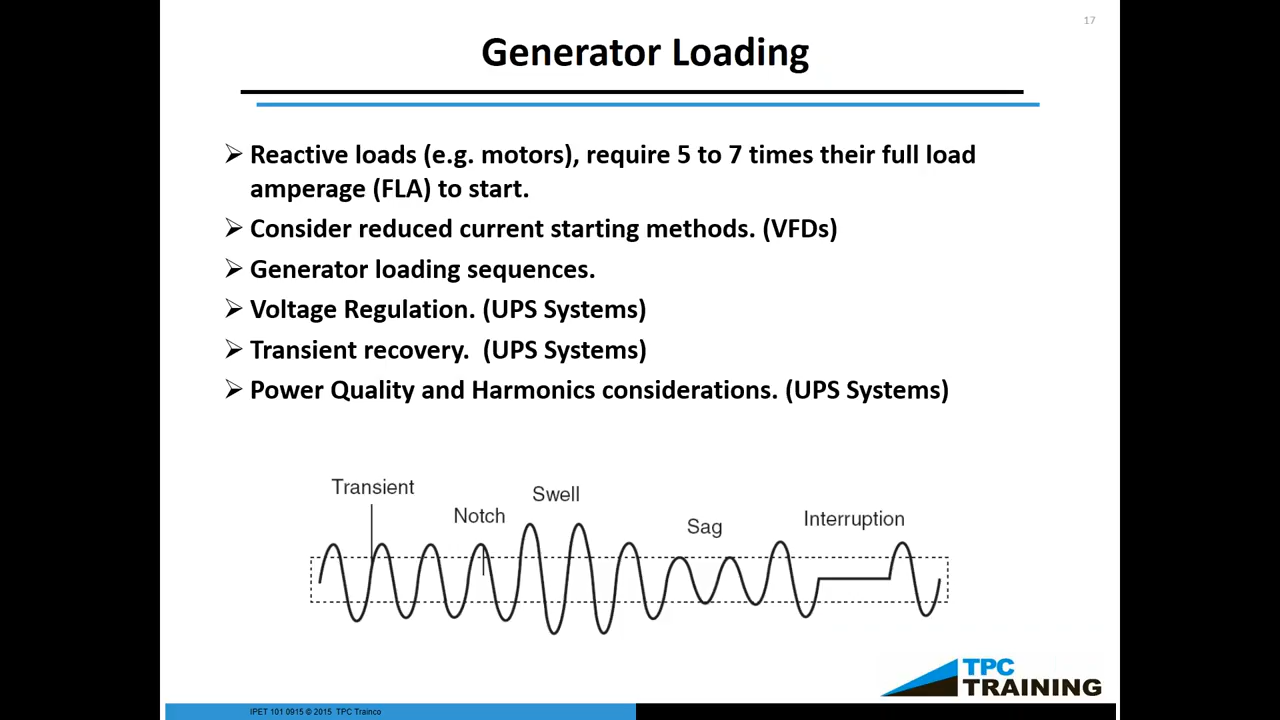 17
Generator Loading
Reactive loads (e.g. motors), require 5 to 7 times their full load
amperage (FLA) to start.
Consider reduced current starting methods. (VFDs)
Generator loading sequences.
Voltage Regulation. (UPS Systems)
Transient recovery.  (UPS Systems)
Power Quality and Harmonics considerations. (UPS Systems)
Transient
Notch
Swell
Sag
Interruption
TPC
TRAINING
IPET 101 0915 © 2015  TPC Trainco